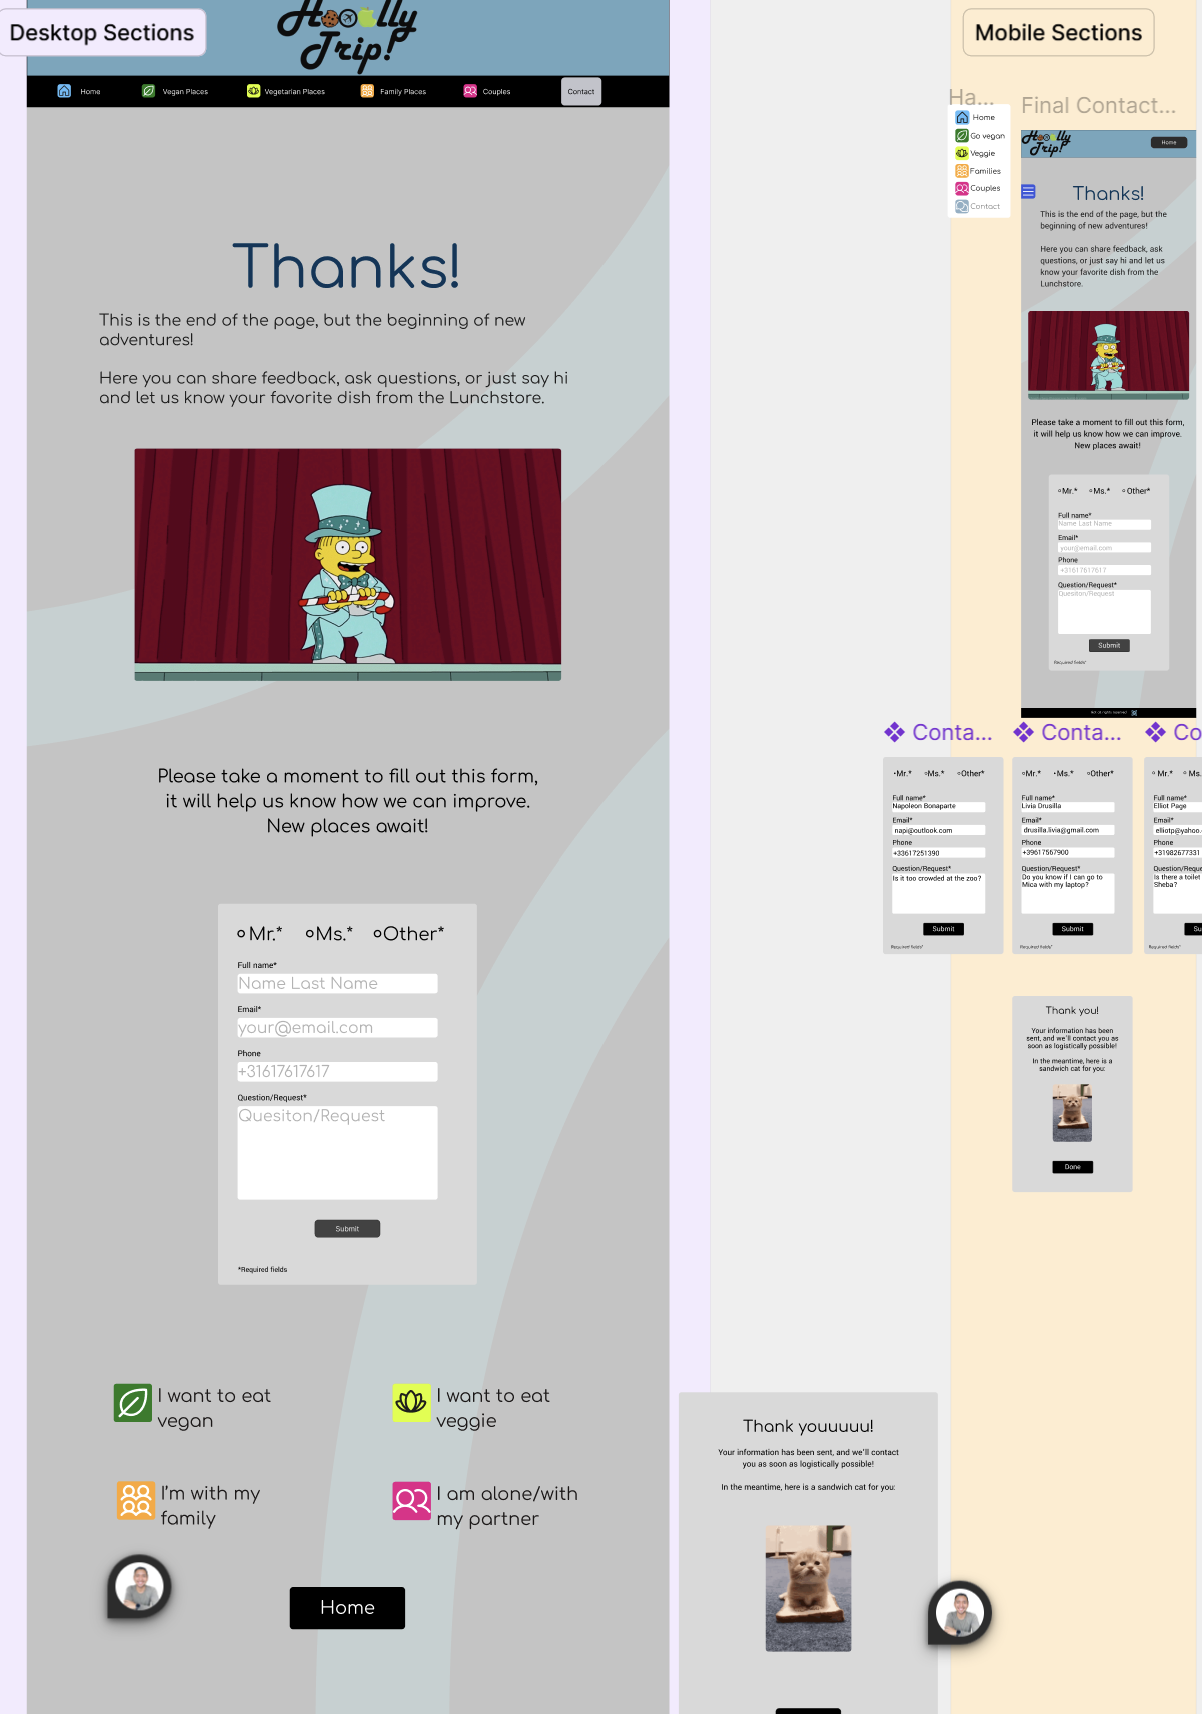 Desktop Sections
Hooolly
Trip!
Home
Vegan Places
Vegetarian Places
Family Places
Couples
Contact
Thanks!
This is the end of the page, but the beginning of new
adventures!
Here you can share feedback, ask questions, or just say hi
and let us know your favorite dish from the Lunchstore.
Please take a moment to fill out this form,
it will help us know how we can improve.
New places await!
Mr.*
Ms.*
Other*
Full name*
Name Last Name
Email*
your@email.com
Phone
+31617617617
Question/Request*
Quesiton/Request
Submit
*Required fields
I want to eat
vegan
I want to eat
veggie
I'm with my
family
I am alone/with
my partner
Home
Mobile Sections
Ha...
Home
Go vegan
Veggie
Families
Couples
Contact
Final Contact...
Hooolly
Trip!
Home
Thanks!
This is the end of the page, but the
beginning of new adventures!
Here you can share feedback, ask
questions, or just say hi and let us
know your favorite dish from the
Lunchstore.
Please take a moment to fill out this form,
it will help us know how we can improve.
New places await!
Mr.*
Ms.*
Other*
Full name*
Name Last Name
Email*
your@email.com
Phone
+31617617617
Question/Request*
Quesiton/Request
Submit
Required fields*
Conta...
Mr.*
Ms.*
Other*
Full name*
Napoleon Bonaparte
Email*
napi@outlook.com
Phone
+33617251390
Question/Request*
Is it too crowded at the zoo?
Submit
Required fields*
Conta...
Mr.*
Ms.*
Other*
Full name*
Livia Drusilla
Email*
drusilla.livia@gmail.com
Phone
+39617567900
Question/Request*
Do you know if I can go to
Mica with my laptop?
Submit
Required fields*
Co
Mr.*
Ms.
Full name*
Elliot Page
Email*
elliotp@yahoo.
Phone
+31982677331
Question/Reque
Is there a toilet
Sheba?
Su
Required fields*
Thank you!
Your information has been
sent, and we'll contact you as
soon as logistically possible!
In the meantime, here is a
sandwich cat for you:
Done
Thank youuuuu!
Your information has been sent, and we'll contact
you as soon as logistically possible!
In the meantime, here is a sandwich cat for you: